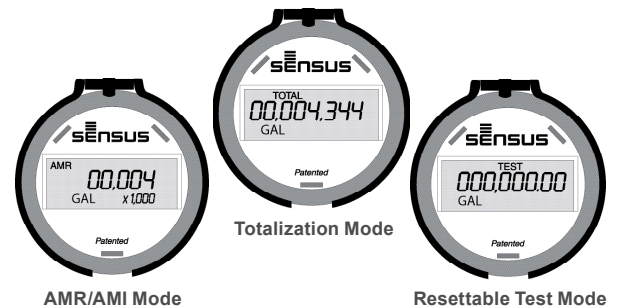 sensus
TOTAL
00,004,344
GAL
Patented
Totalization Mode
sensus
AMR
00,004
GAL x1,000
Patented
AMR/AMI Mode
sensus
TEST
000,000.00
GAL
Patented
Resettable Test Mode